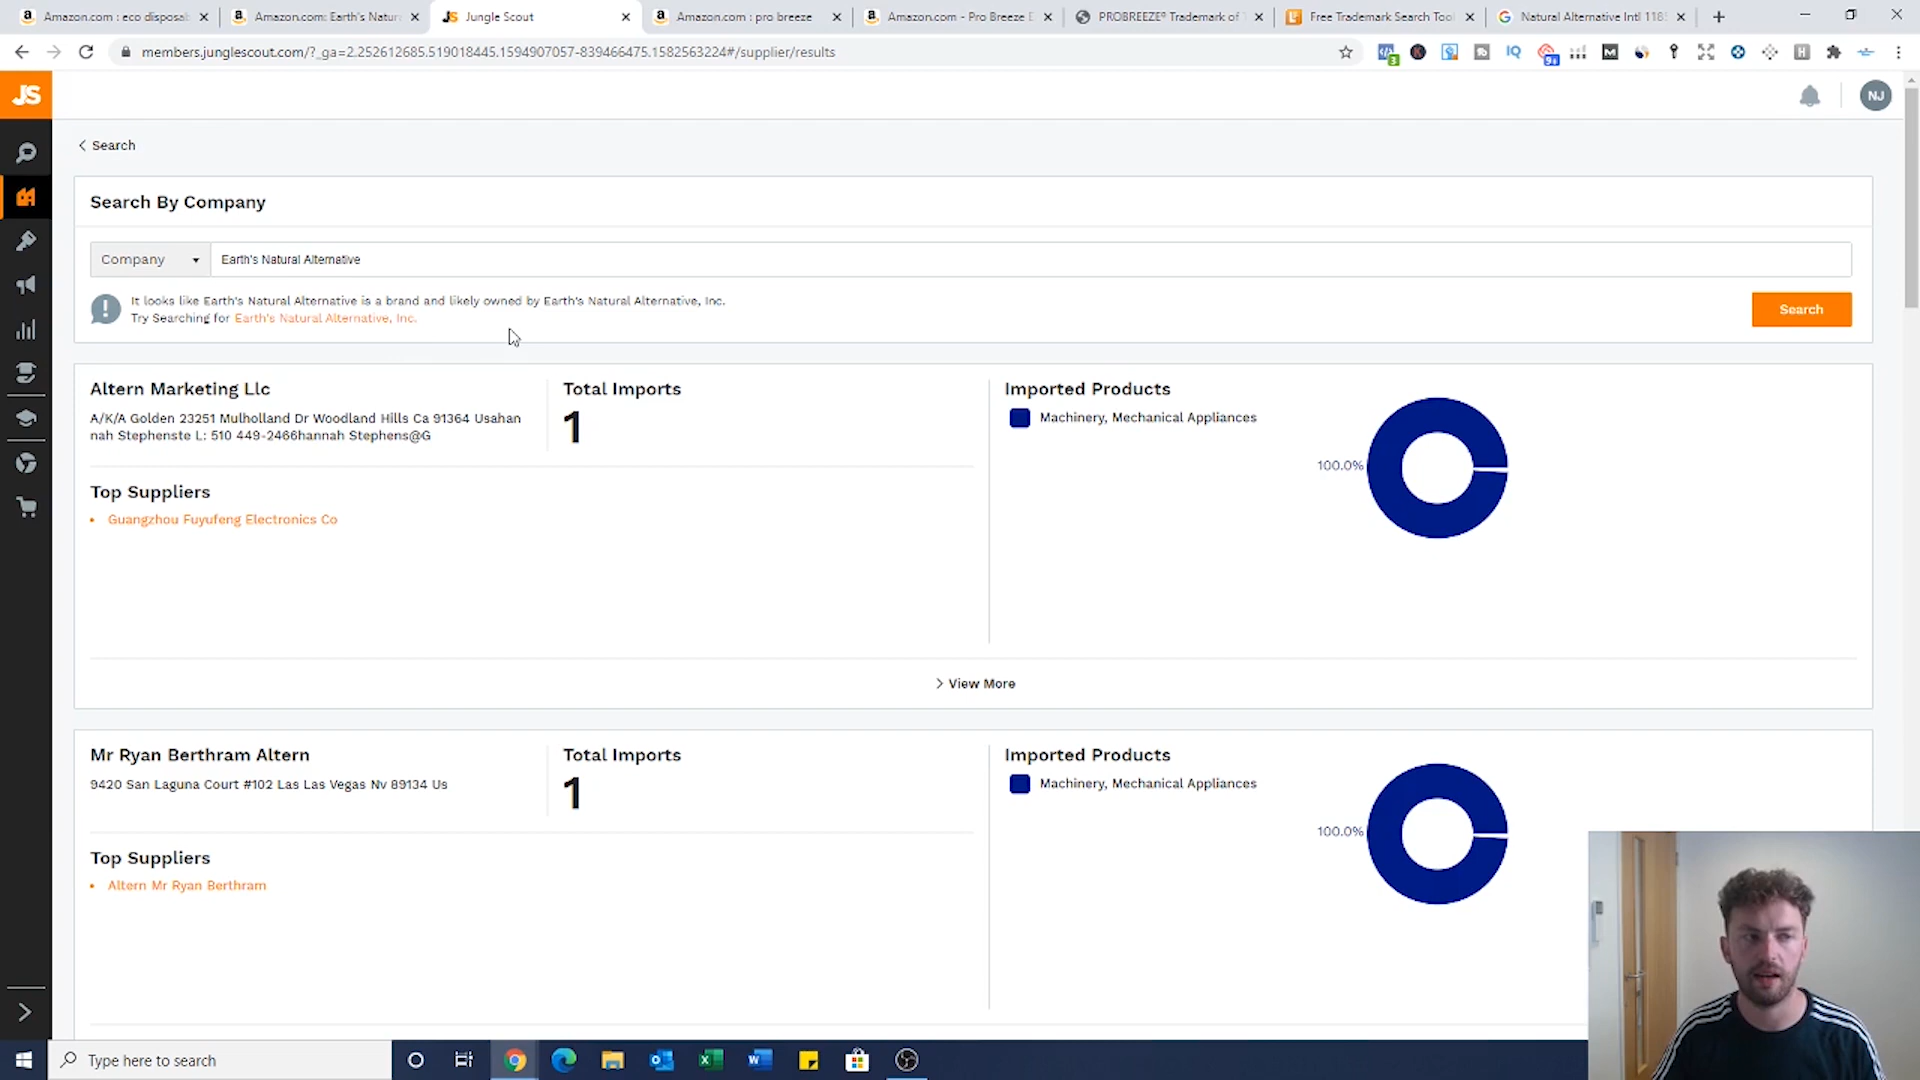 Amazon.com : eco disposal
Amazon.com: Earth's Natur
Jungle Scout
Amazon.com : pro breeze
Amazon.com - Pro Breeze
PROBREEZE® Trademark of
Free Trademark Search Tool
Natural Alternative Intl 118
members.junglescout.com/?_ga=2.252612685.519018445.1594907057-839466475.1582563224#/supplier/results
3
IQ
9+
M
H
JS
NJ
Search
Search By Company
Company
Earth's Natural Alternative
It looks like Earth's Natural Alternative is a brand and likely owned by Earth's Natural Alternative, Inc.
Try Searching for Earth's Natural Alternative, Inc.
Search
Altern Marketing Llc
A/K/A Golden 23251 Mulholland Dr Woodland Hills Ca 91364 Usahan
nah Stephenste L: 510 449-2466hannah Stephens@G
Total Imports
1
Imported Products
Machinery, Mechanical Appliances
100.0%
Top Suppliers
Guangzhou Fuyufeng Electronics Co
View More
Mr Ryan Berthram Altern
9420 San Laguna Court #102 Las Las Vegas Nv 89134 Us
Total Imports
1
Imported Products
Machinery, Mechanical Appliances
100.0%
Top Suppliers
Altern Mr Ryan Berthram
Type here to search